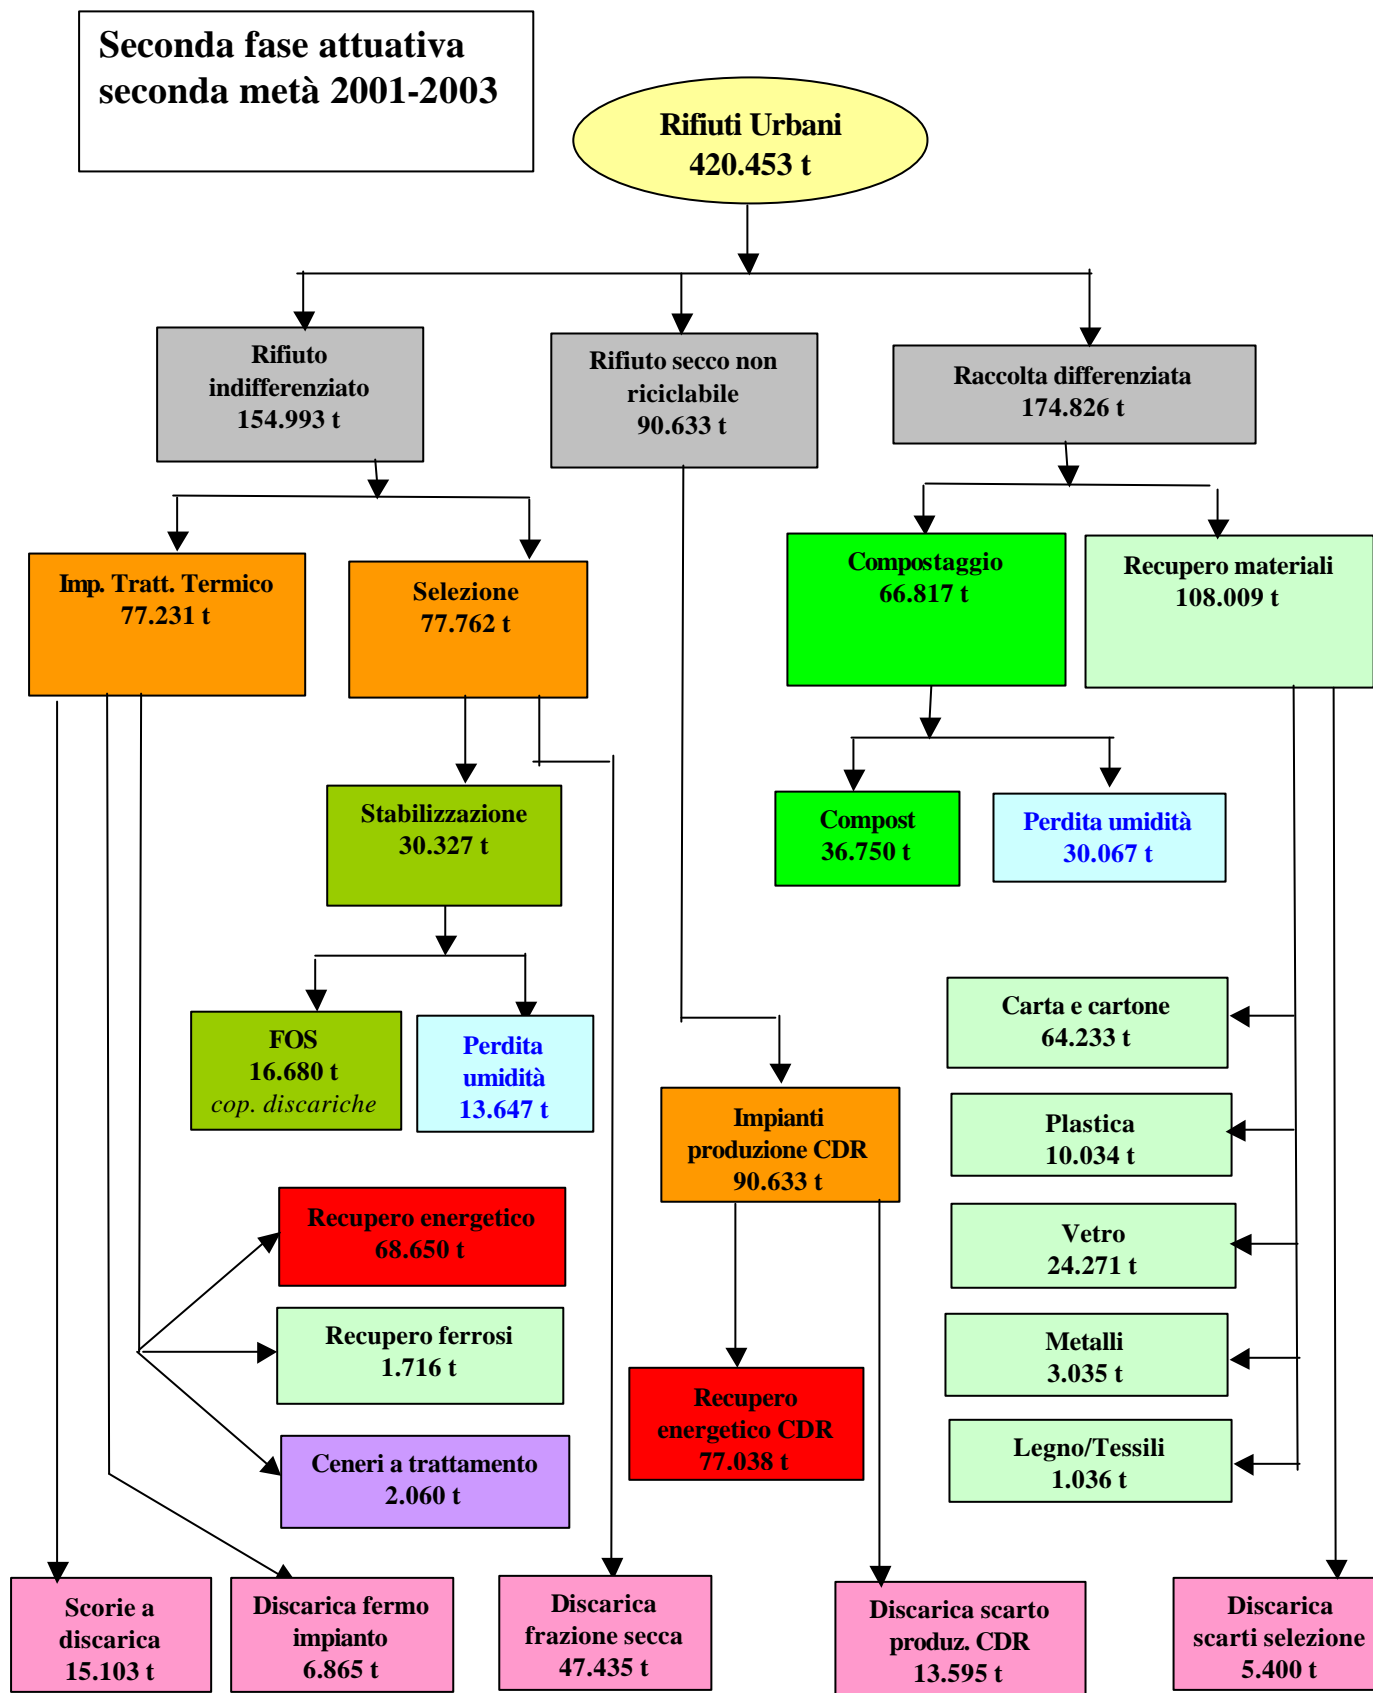 Seconda fase attuativa
seconda metà 2001-2003
Rifiuti Urbani
420.453 t
Rifiuto
indifferenziato
154.993 t
Rifiuto secco non
riciclabile
90.633 t
Raccolta differenziata
174.826 t
Imp. Tratt. Termico
77.231 t
Selezione
77.762 t
Compostaggio
66.817 t
Recupero materiali
108.009 t
Stabilizzazione
30.327 t
Compost
36.750 t
Perdita umidità
30.067 t
FOS
16.680 t
cop. discariche
Perdita
umidità
13.647 t
Carta e cartone
64.233 t
Impianti
produzione CDR
90.633 t
Plastica
10.034 t
Recupero energetico
68.650 t
Vetro
24.271 t
Recupero ferrosi
1.716 t
Metalli
3.035 t
Recupero
energetico CDR
77.038 t
Ceneri a trattamento
2.060 t
Legno/Tessili
1.036 t
Scorie a
discarica
15.103 t
Discarica fermo
impianto
6.865 t
Discarica
frazione secca
47.435 t
Discarica scarto
produz. CDR
13.595 t
Discarica
scarti selezione
5.400 t